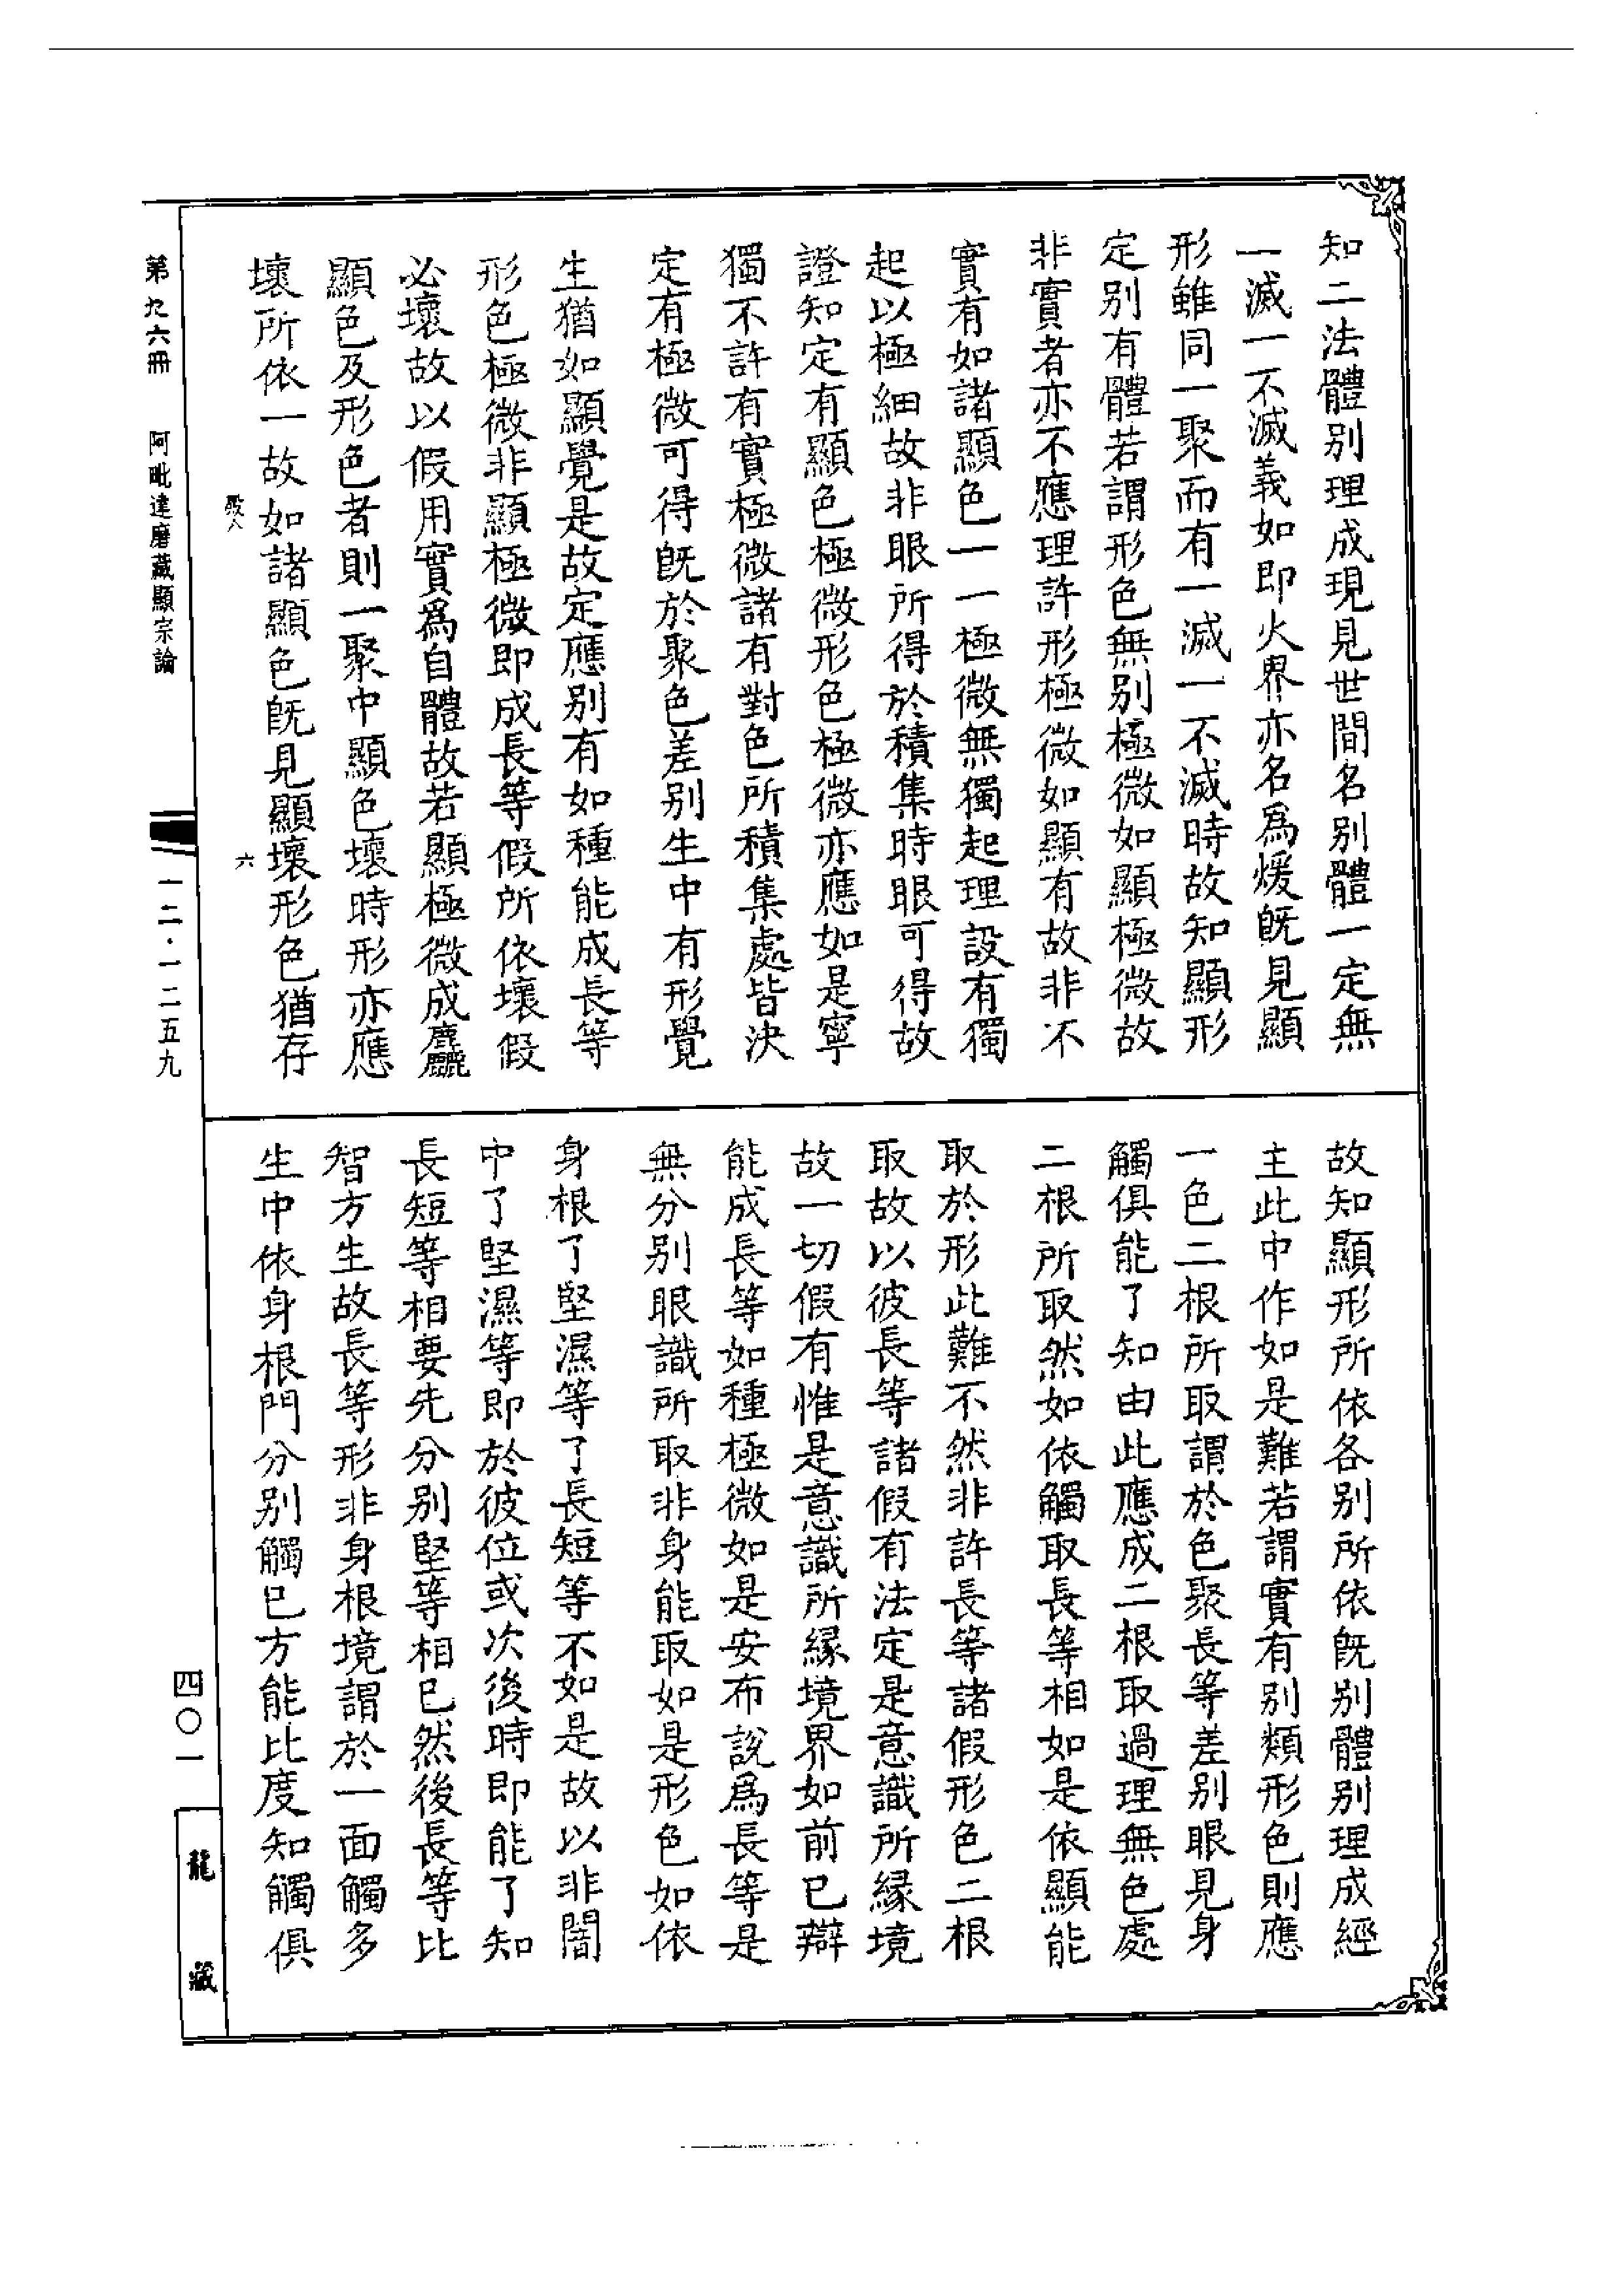 知二法體別理成現見世間名別體一定無
一滅一不滅義如即火界亦名爲煖旣見顯
形雖同一聚而有一滅一不滅時故知顯形
定別有體若謂形色無別極微如顯極微故
非實者亦不應理許形極微如顯有故非不
實有如諸顯色一一極微無獨起理設有獨
起以極細故非眼所得於積集時眼可得故
證知定有顯色極微形色極微亦應如是寧
獨不許有實極微諸有對色所積集處皆決
定有極微可得旣於聚色差別生中有形覺
生猶如顯覺是故定應別有如種能成長等
形色極微非顯極微即成長等假所依壞假
必壞故以假用實爲自體故若顯極微成麤
顯色及形色者則一聚中顯色壞時形亦應
壞所依一故如諸顯色旣見顯壞形色猶存
六
故知顯形所依各別所依旣別體別理成經
主此中作如是難若謂實有別類形色則應
一色二根所取謂於色聚長等差別眼見身
觸俱能了知由此應成二根取過理無色處
二根所取然如依觸取長等相如是依顯能
取於形此難不然非許長等諸假形色二根
取故以彼長等諸假有法定是意識所緣境
故一切假有惟是意識所緣境界如前已辯
能成長等如種極微如是安布說爲長等是
無分別眼識所取非身能取如是形色如依
身根了堅濕等了長短等不如是故以非闇
中了堅濕等即於彼位或次後時即能了知
長短等相要先分別堅等相已然後長等比
智方生故長等形非身根境謂於一面觸多
生中依身根門分別觸已方能比度知觸俱
第九六冊
阿毗達磨藏顯宗論
一二·一二五九
四〇一
龍藏